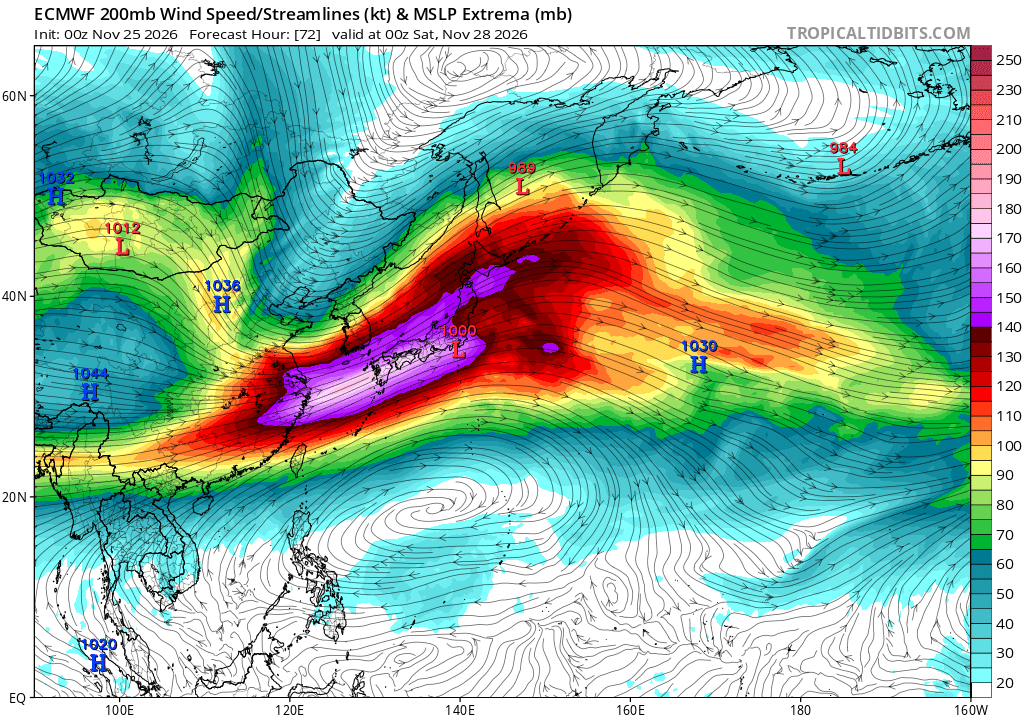 ECMWF 200mb Wind Speed/Streamlines (kt) & MSLP Extrema (mb)
Init: 00z Nov 25 2026 Forecast Hour: [72] valid at 00z Sat, Nov 28 2026
TROPICALTIDBITS.COM
250
230
220
210
200
190
180
170
160
150
140
130
120
110
100
90
80
70
60
50
40
30
20
60N
40N
20N
EQ
100E
120E
140E
160E
180
160W
984
L
989
L
1032
H
1012
L
1036
H
1000
L
1030
H
1044
H
1020
H